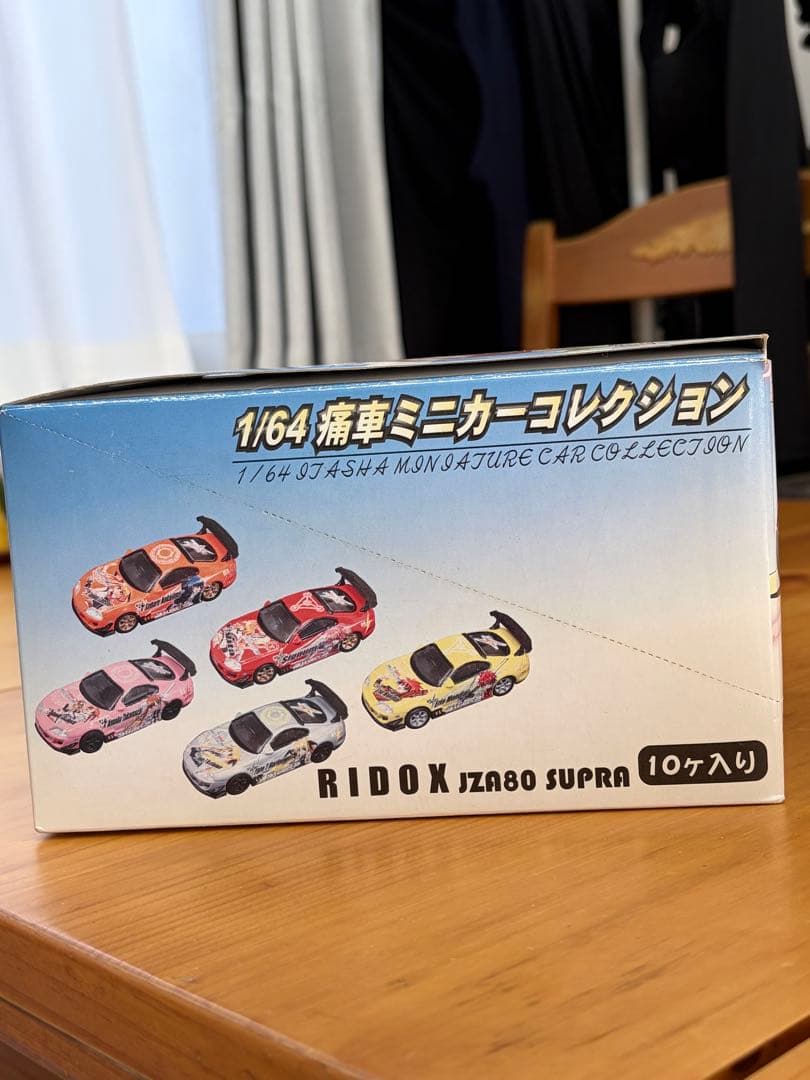 1/64 痛車ミニカーコレクション
1/64 ITASHA MINIATURE CAR COLLECTION
RIDOX JZA80 SUPRA 10ケ入り